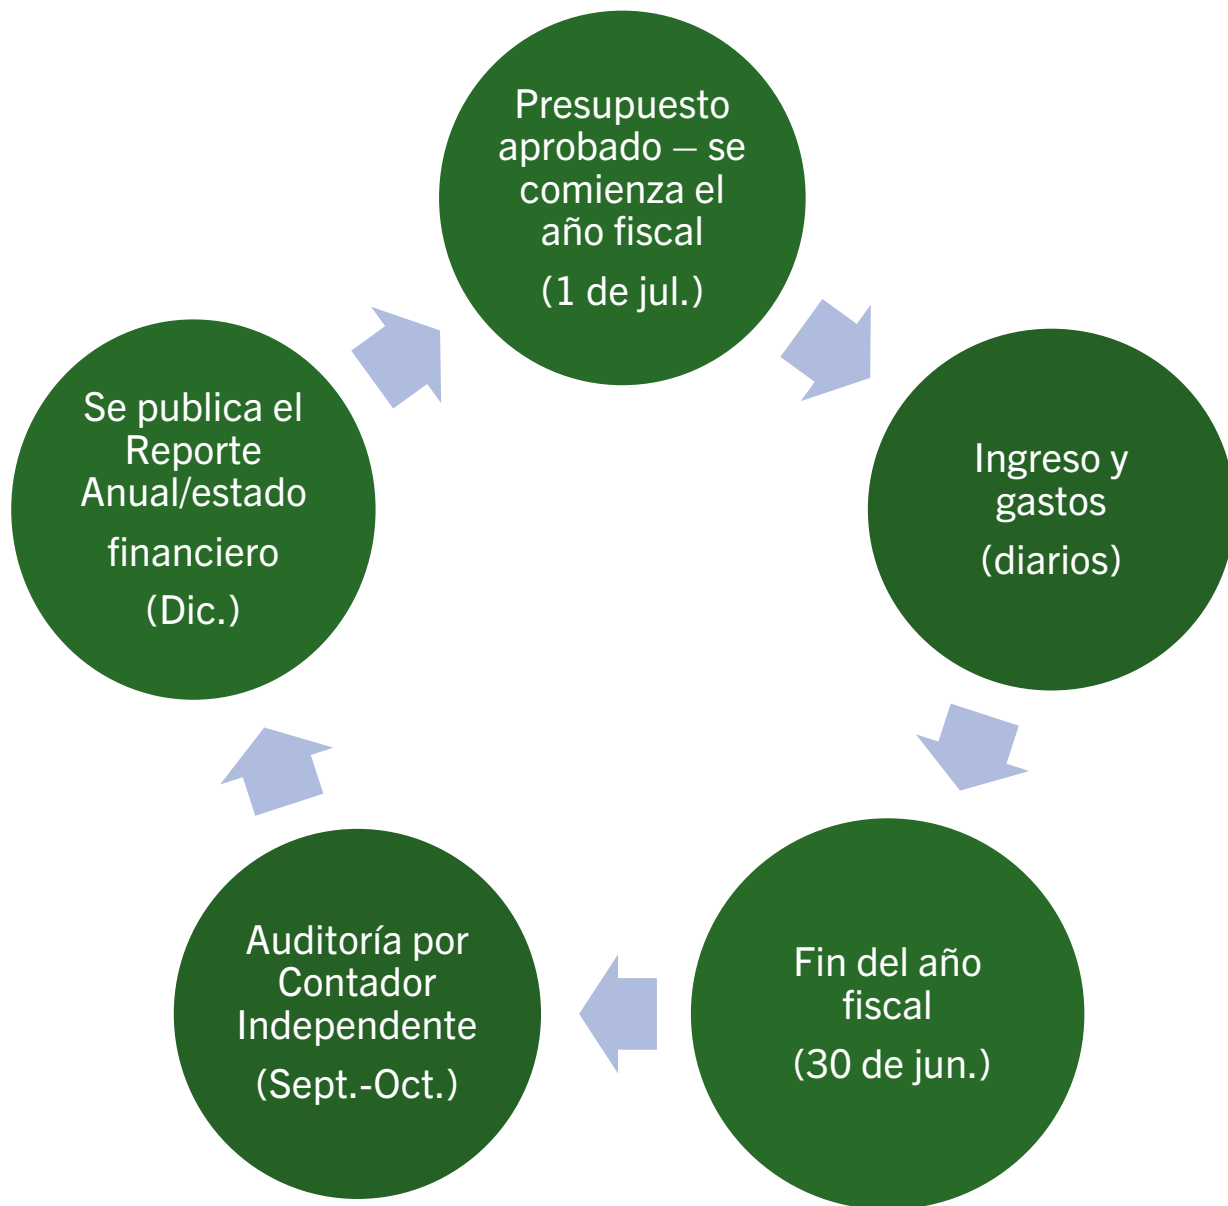 Presupuesto
aprobado – se
comienza el
año fiscal
(1 de jul.)
Ingreso y
gastos
(diarios)
Fin del año
fiscal
(30 de jun.)
Auditoría por
Contador
Independente
(Sept.-Oct.)
Se publica el
Reporte
Anual/estado
financiero
(Dic.)